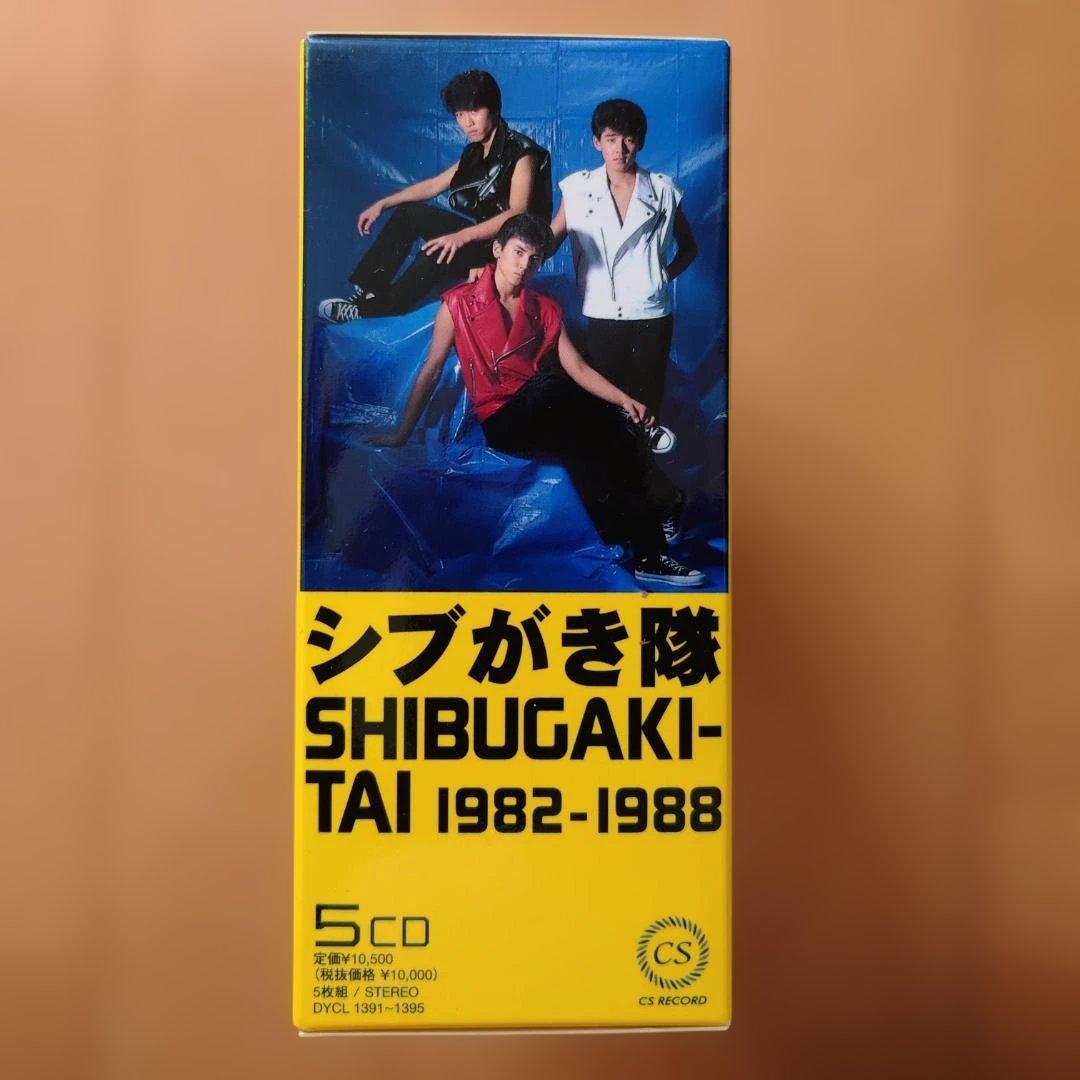 シブがき隊
SHIBUGAKI-
TAI 1982-1988
5CD
定価¥10,500
(税抜価格 ¥10,000)
5枚組 / STEREO
DYCL 1391~1395
CS
CS RECORD